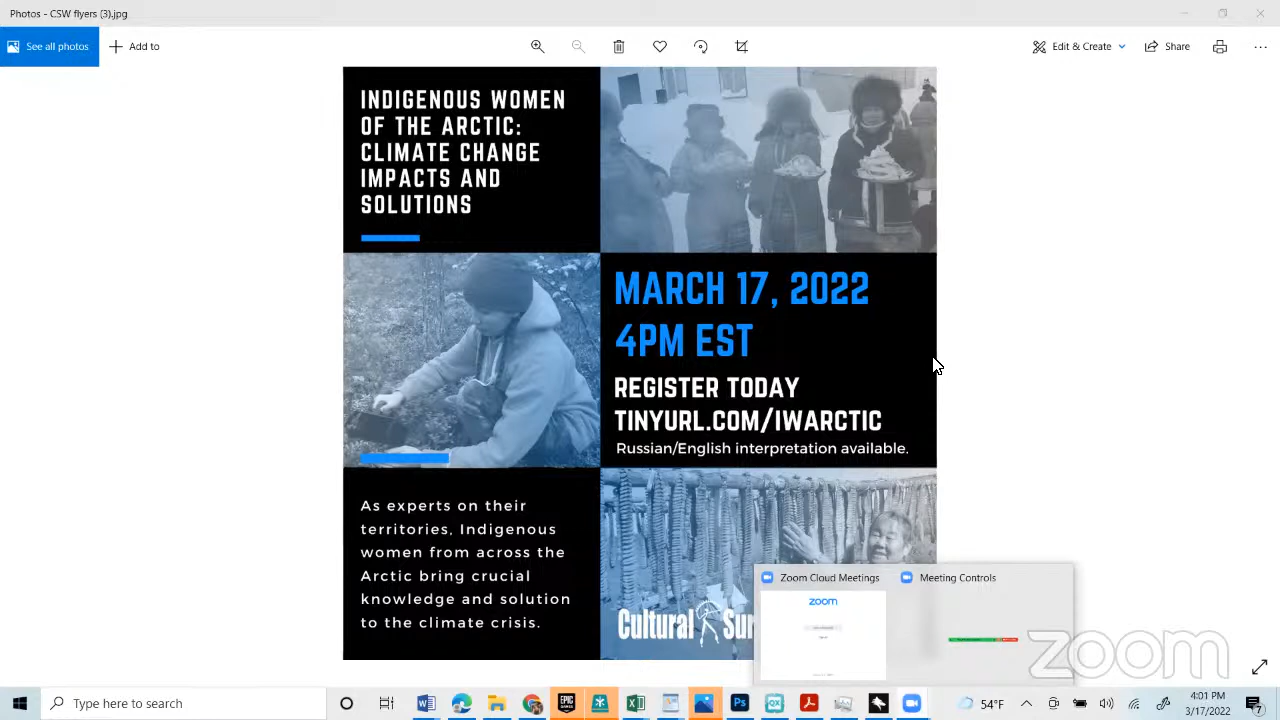 Photos - CSW flyers (3).jpg
See all photos
Add to
Edit & Create
Share
INDIGENOUS WOMEN
OF THE ARCTIC:
CLIMATE CHANGE
IMPACTS AND
SOLUTIONS
MARCH 17, 2022
4PM EST
REGISTER TODAY
TINYURL.COM/IWARCTIC
Russian/English interpretation available.
As experts on their
territories, Indigenous
women from across the
Arctic bring crucial
knowledge and solution
to the climate crisis.
Cultural Sur
Zoom Cloud Meetings
Meeting Controls
zoom
zoom
Type here to search
54°F
4:01 PM
3/17/2022